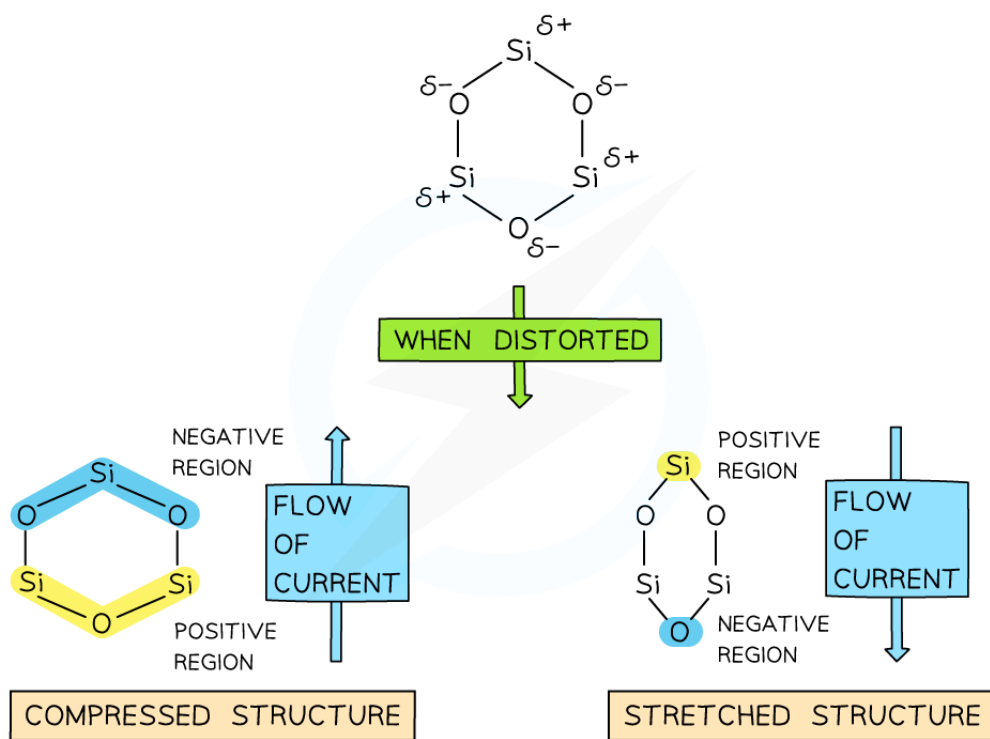 δ+
Si
δ− δ−
O O
δ+
Si Si
δ+
O
δ−
WHEN DISTORTED
NEGATIVE
REGION
Si
O O
Si Si
O
POSITIVE
REGION
FLOW
OF
CURRENT
COMPRESSED STRUCTURE
POSITIVE
REGION
Si
O O
Si Si
O
NEGATIVE
REGION
FLOW
OF
CURRENT
STRETCHED STRUCTURE